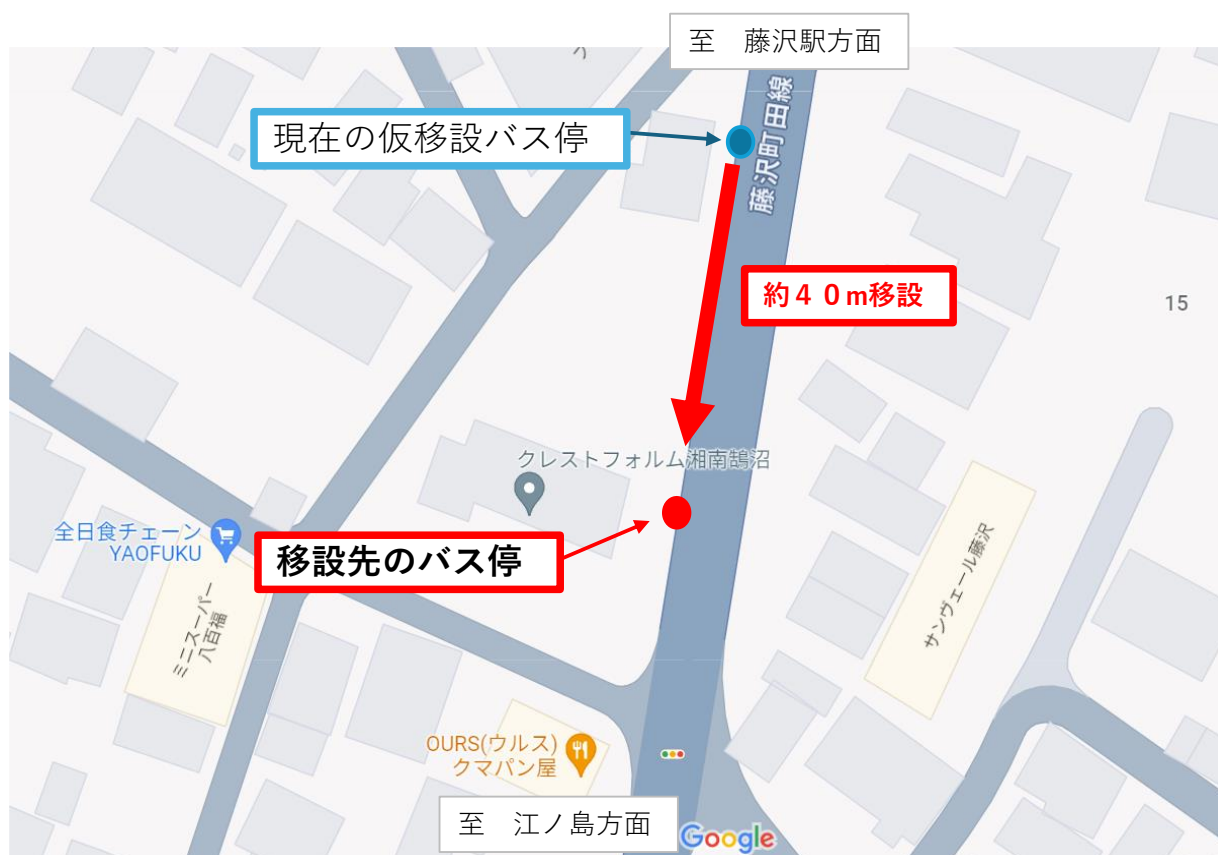 至　藤沢駅方面
現在の仮移設バス停
藤沢町田線
約４０m移設
15
クレストフォルム湘南鵠沼
全日食チェーン
YAOFUKU
移設先のバス停
サンヴェール藤沢
ミニスーパー
八百福
OURS(ウルス)
クマパン屋
至　江ノ島方面
Google